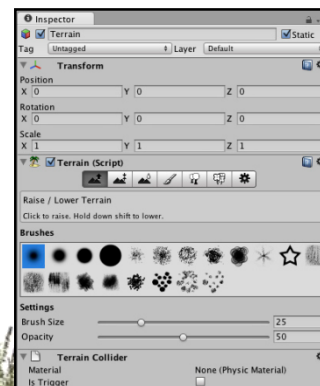 Inspector
Terrain Static
Tag Untagged Layer Default
Transform
Position
X 0 Y 0 Z 0
Rotation
X 0 Y 0 Z 0
Scale
X 1 Y 1 Z 1
Terrain (Script)
Raise / Lower Terrain
Click to raise. Hold down shift to lower.
Brushes
Settings
Brush Size 25
Opacity 50
Terrain Collider
Material None (Physic Material)
Is Trigger